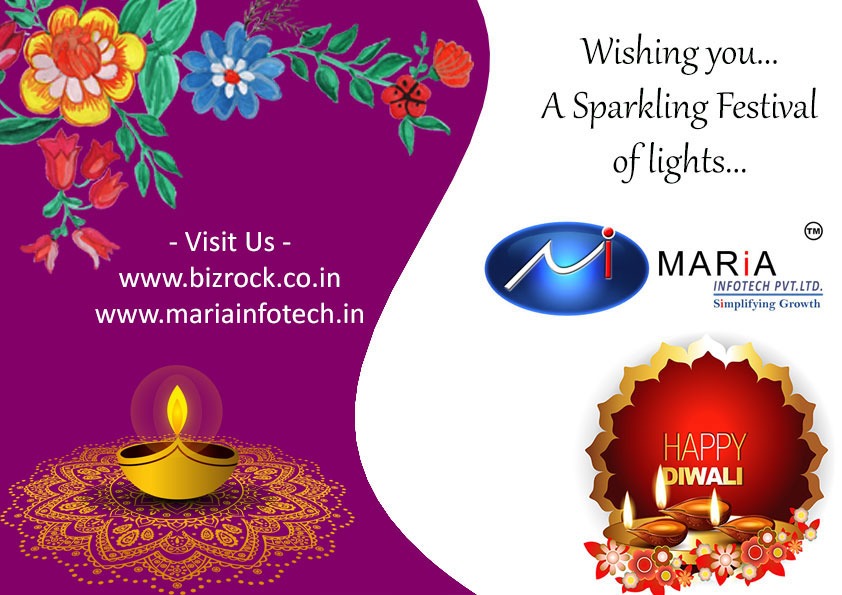 Wishing you...
A Sparkling Festival
of lights...
TM
MARiA
INFOTECH PVT.LTD.
Simplifying Growth
- Visit Us -
www.bizrock.co.in
www.mariainfotech.in
HAPPY
DIWALI